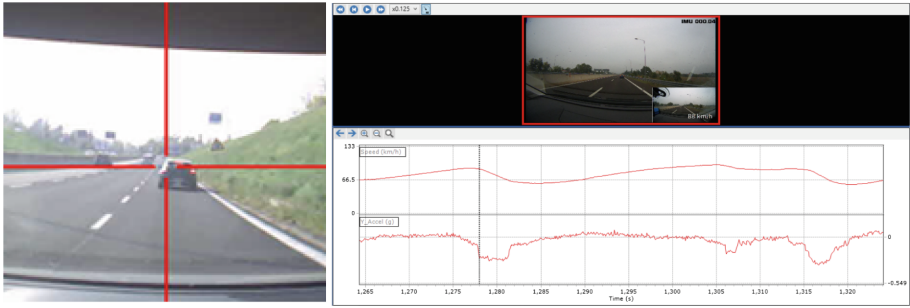 x0.125
IMU 000.04
88 km/h
133
Speed (km/h)
66.5
0
Y_Accel (g)
0
-0.549
1,265 1,270 1,275 1,280 1,285 1,290 1,295 1,300 1,305 1,310 1,315 1,320
Time (s)